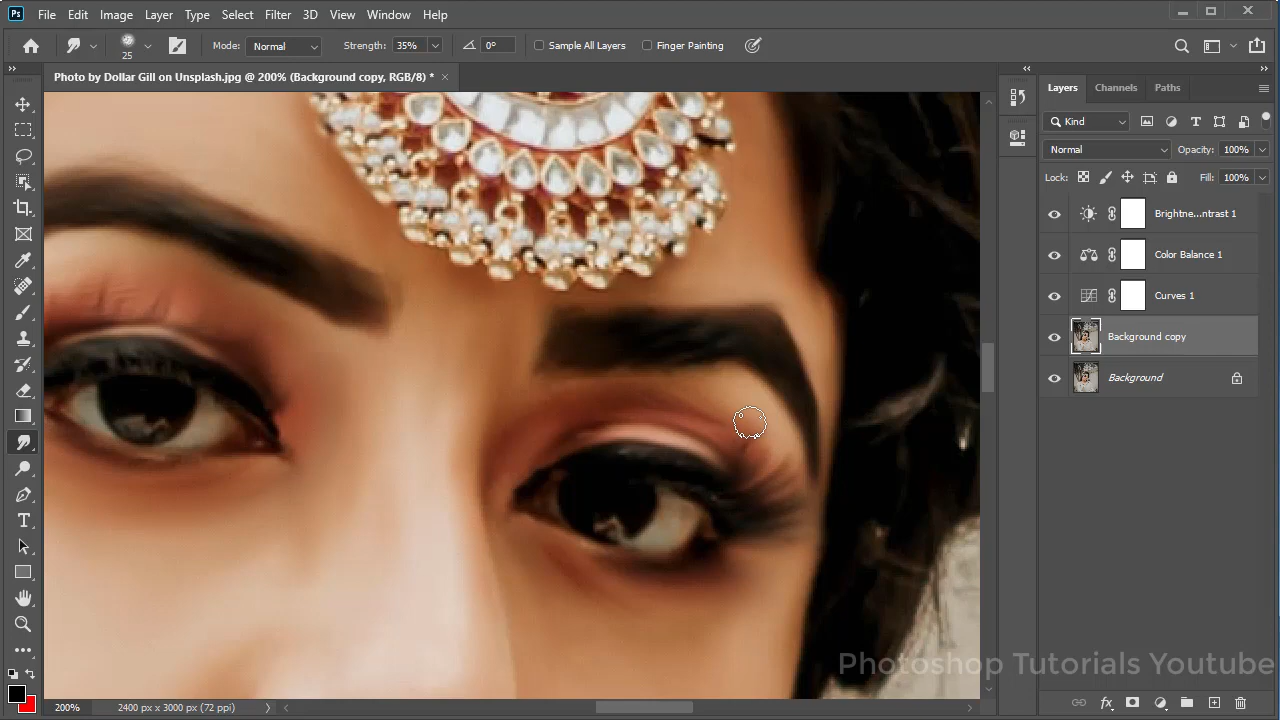 Ps File Edit Image Layer Type Select Filter 3D View Window Help
25 Mode: Normal Strength: 35% 0° Sample All Layers Finger Painting
Photo by Dollar Gill on Unsplash.jpg @ 200% (Background copy, RGB/8) *
Layers Channels Paths
Kind
Normal Opacity: 100%
Lock: Fill: 100%
Brightne...ntrast 1
Color Balance 1
Curves 1
Background copy
Background
Photoshop Tutorials Youtube
fx
200% 2400 px x 3000 px (72 ppi)